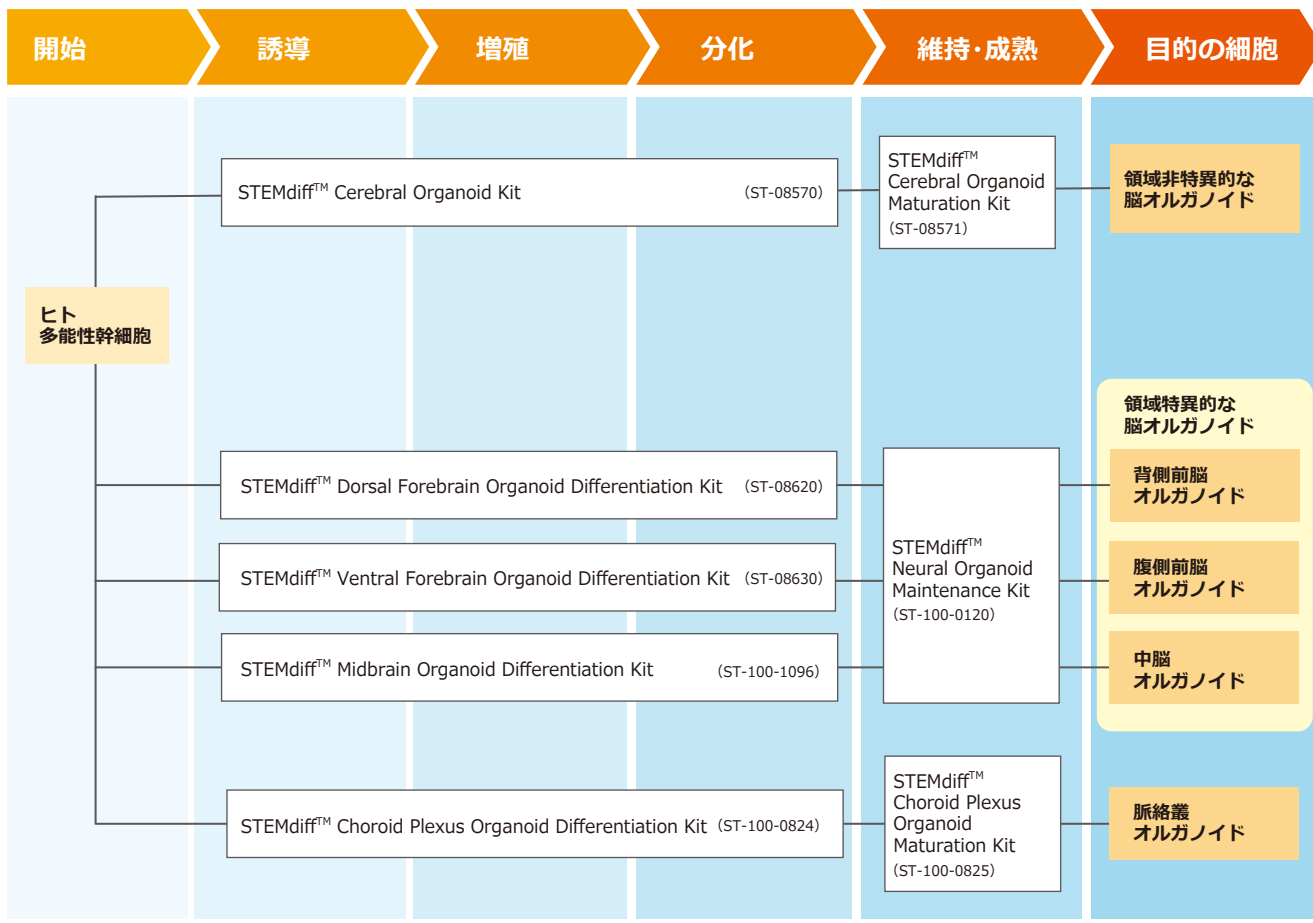 開始
誘導
増殖
分化
維持・成熟
目的の細胞
STEMdiff™ Cerebral Organoid Kit (ST-08570)
STEMdiff™
Cerebral Organoid
Maturation Kit
(ST-08571)
領域非特異的な
脳オルガノイド
ヒト
多能性幹細胞
領域特異的な
脳オルガノイド
STEMdiff™ Dorsal Forebrain Organoid Differentiation Kit (ST-08620)
背側前脳
オルガノイド
STEMdiff™ Ventral Forebrain Organoid Differentiation Kit (ST-08630)
STEMdiff™
Neural Organoid
Maintenance Kit
(ST-100-0120)
腹側前脳
オルガノイド
STEMdiff™ Midbrain Organoid Differentiation Kit (ST-100-1096)
中脳
オルガノイド
STEMdiff™ Choroid Plexus Organoid Differentiation Kit (ST-100-0824)
STEMdiff™
Choroid Plexus
Organoid
Maturation Kit
(ST-100-0825)
脈絡叢
オルガノイド